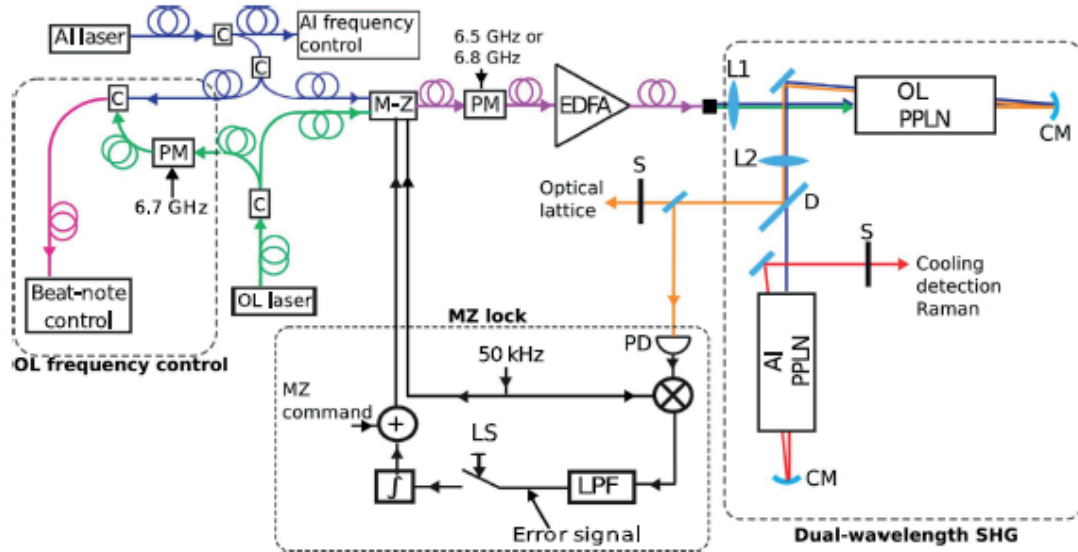 AI laser
C
AI frequency
control
C
C
M-Z
6.5 GHz or
6.8 GHz
PM
EDFA
L1
OL
PPLN
CM
L2
PM
6.7 GHz
C
Optical
lattice
S
D
S
Cooling
detection
Raman
Beat-note
control
OL laser
OL frequency control
MZ lock
PD
AI
PPLN
50 kHz
MZ
command
+
LS
∫
LPF
Error signal
CM
Dual-wavelength SHG